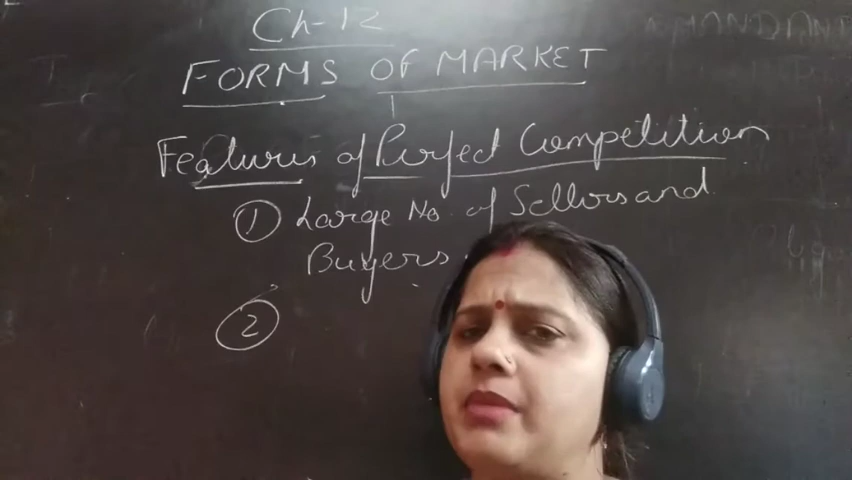 Ch-12
FORMS OF MARKET
Features of Perfect Competition
① Large No. of Sellers and
Buyers.
②